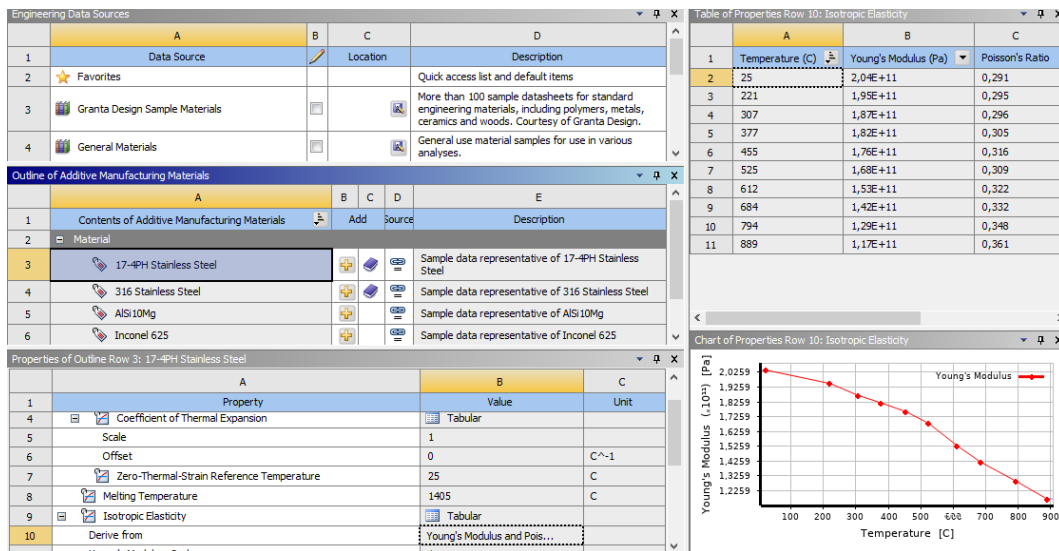 Engineering Data Sources
A B C D
1 Data Source Location Description
2 Favorites Quick access list and default items
3 Granta Design Sample Materials More than 100 sample datasheets for standard
engineering materials, including polymers, metals,
ceramics and woods. Courtesy of Granta Design.
4 General Materials General use material samples for use in various
analyses.
Outline of Additive Manufacturing Materials
A B C D E
1 Contents of Additive Manufacturing Materials Add Source Description
2 Material
3 17-4PH Stainless Steel Sample data representative of 17-4PH Stainless
Steel
4 316 Stainless Steel Sample data representative of 316 Stainless Steel
5 AlSi10Mg Sample data representative of AlSi10Mg
6 Inconel 625 Sample data representative of Inconel 625
Properties of Outline Row 3: 17-4PH Stainless Steel
A B C
1 Property Value Unit
4 Coefficient of Thermal Expansion Tabular
5 Scale 1
6 Offset 0 C^-1
7 Zero-Thermal-Strain Reference Temperature 25 C
8 Melting Temperature 1405 C
9 Isotropic Elasticity Tabular
10 Derive from Young's Modulus and Pois...
Table of Properties Row 10: Isotropic Elasticity
A B C
1 Temperature (C) Young's Modulus (Pa) Poisson's Ratio
2 25 2,04E+11 0,291
3 221 1,95E+11 0,295
4 307 1,87E+11 0,296
5 377 1,82E+11 0,305
6 455 1,76E+11 0,316
7 525 1,68E+11 0,309
8 612 1,53E+11 0,322
9 684 1,42E+11 0,332
10 794 1,29E+11 0,348
11 889 1,17E+11 0,361
Chart of Properties Row 10: Isotropic Elasticity
Young's Modulus (.10¹¹) [Pa]
Young's Modulus
2,0259
1,9259
1,8259
1,7259
1,6259
1,5259
1,4259
1,3259
1,2259
100 200 300 400 500 600 700 800 900
Temperature [C]